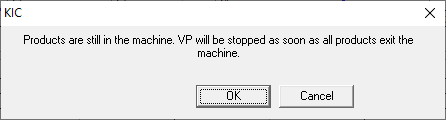 KIC
Products are still in the machine. VP will be stopped as soon as all products exit the
machine.
OK
Cancel